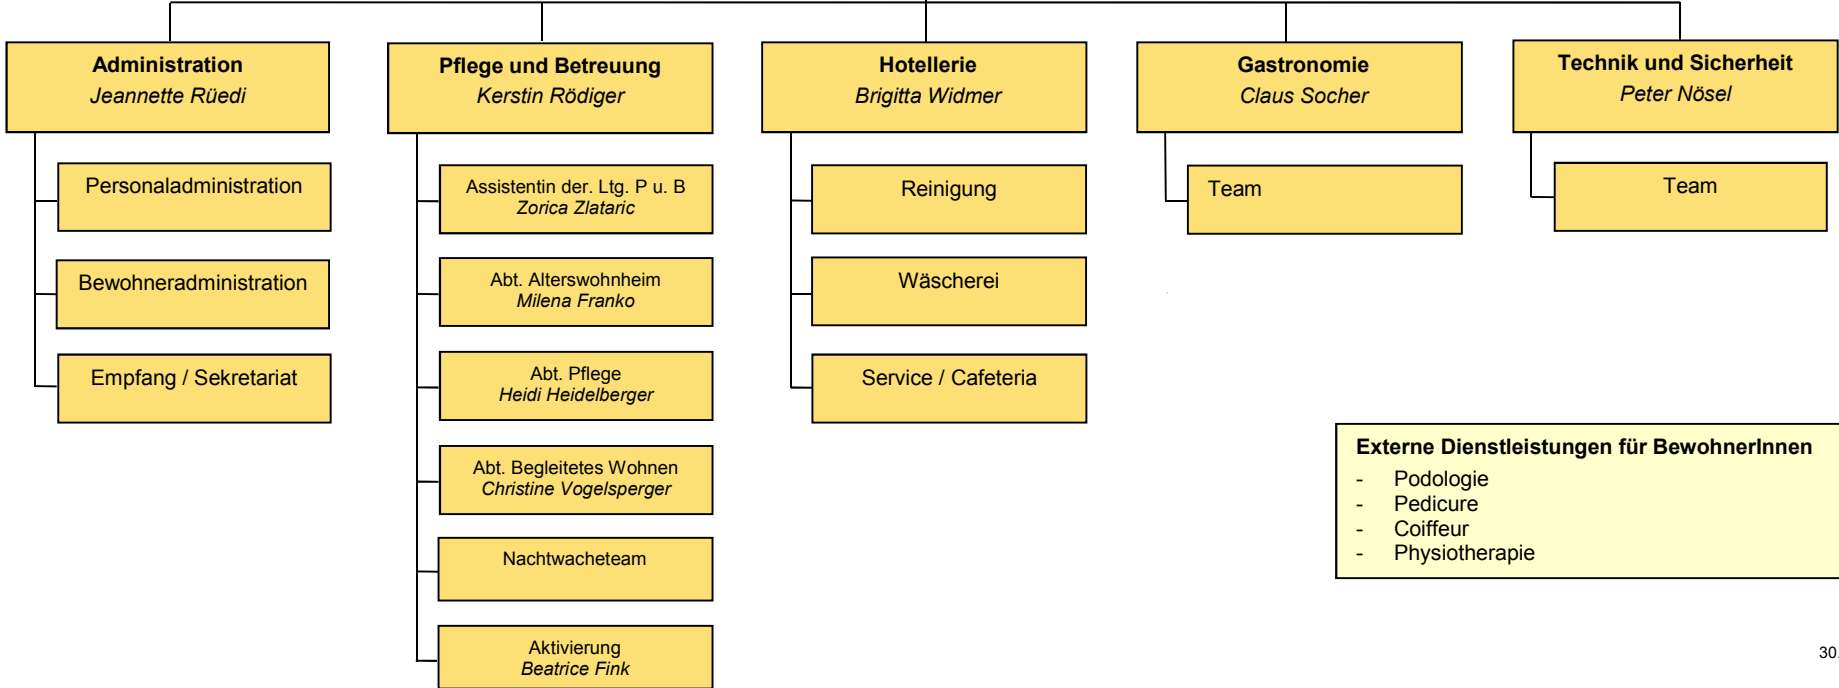 Administration
Jeannette Rüedi
Personaladministration
Bewohneradministration
Empfang / Sekretariat
Pflege und Betreuung
Kerstin Rödiger
Assistentin der. Ltg. P u. B
Zorica Zlataric
Abt. Alterswohnheim
Milena Franko
Abt. Pflege
Heidi Heidelberger
Abt. Begleitetes Wohnen
Christine Vogelsperger
Nachtwacheteam
Aktivierung
Beatrice Fink
Hotellerie
Brigitta Widmer
Reinigung
Wäscherei
Service / Cafeteria
Gastronomie
Claus Socher
Team
Technik und Sicherheit
Peter Nösel
Team
Externe Dienstleistungen für BewohnerInnen
- Podologie
- Pedicure
- Coiffeur
- Physiotherapie
30.